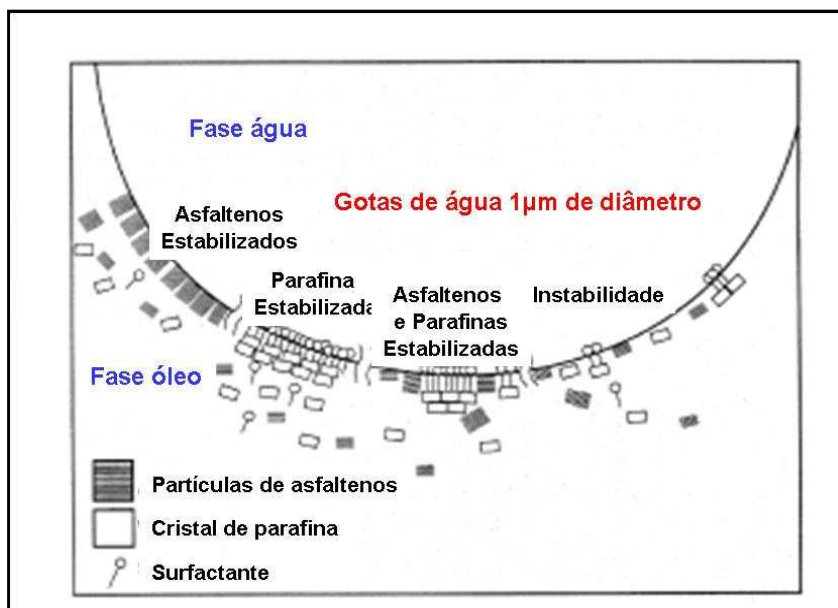 Fase água
Gotas de água 1µm de diâmetro
Asfaltenos
Estabilizados
Parafina
Estabilizada
Asfaltenos
e Parafinas
Estabilizadas
Instabilidade
Fase óleo
Partículas de asfaltenos
Cristal de parafina
Surfactante